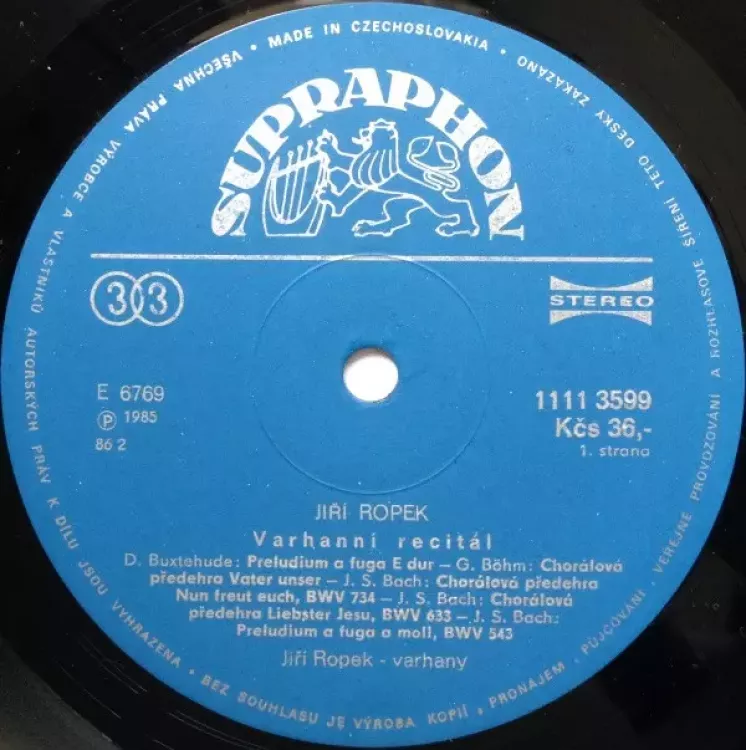 • MADE IN CZECHOSLOVAKIA •
VŠECHNA PRÁVA VÝROBCE A VLASTNÍKŮ AUTORSKÝCH PRÁV K DÍLU JSOU VYHRAZENA • BEZ SOUHLASU JE VÝROBA KOPIÍ, PRONÁJEM, PŮJČOVÁNÍ, VEŘEJNÉ PROVOZOVÁNÍ A ROZHLASOVÉ ŠÍŘENÍ TÉTO DESKY ZAKÁZÁNO
SUPRAPHON
33
STEREO
E 6769
1111 3599
Ⓟ 1985
Kčs 36,-
86 2
1. strana
JIŘÍ ROPEK
Varhanní recitál
D. Buxtehude: Preludium a fuga E dur – G. Böhm: Chorálová
předehra Vater unser – J. S. Bach: Chorálová předehra
Nun freut euch, BWV 734 – J. S. Bach: Chorálová
předehra Liebster Jesu, BWV 633 – J. S. Bach:
Preludium a fuga a moll, BWV 543
Jiří Ropek - varhany